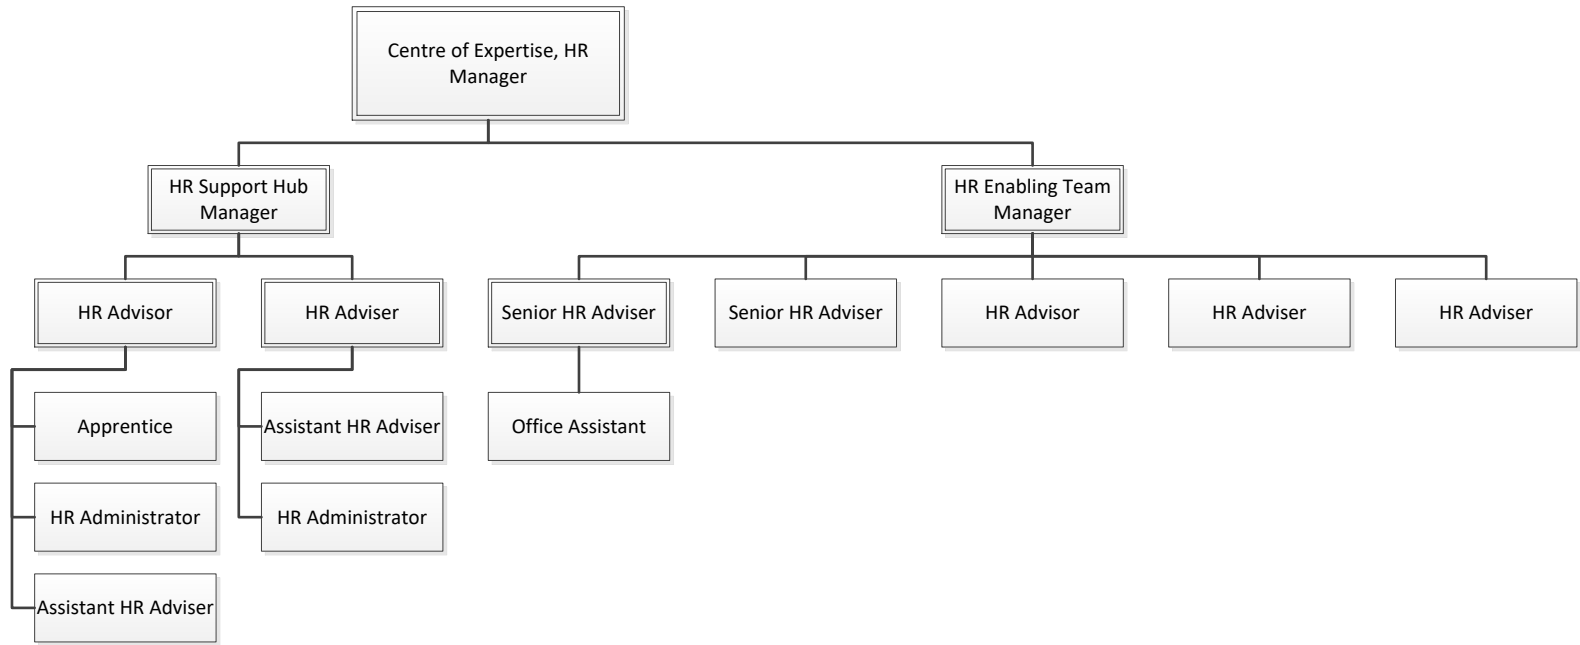 Centre of Expertise, HR
Manager
HR Support Hub
Manager
HR Enabling Team
Manager
HR Advisor
HR Adviser
Senior HR Adviser
Senior HR Adviser
HR Advisor
HR Adviser
HR Adviser
Apprentice
Assistant HR Adviser
Office Assistant
HR Administrator
HR Administrator
Assistant HR Adviser